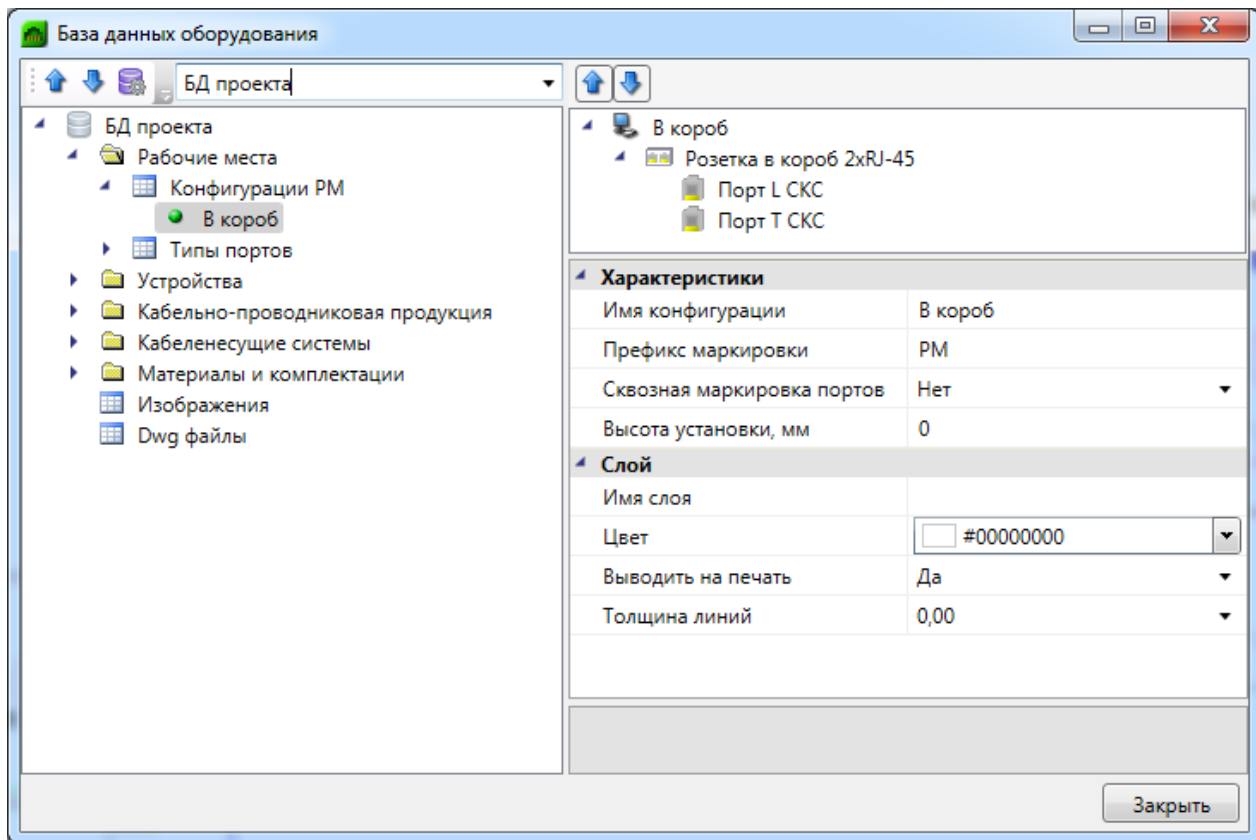 База данных оборудования
БД проекта
БД проекта
Рабочие места
Конфигурации РМ
В короб
Типы портов
Устройства
Кабельно-проводниковая продукция
Кабеленесущие системы
Материалы и комплектации
Изображения
Dwg файлы
В короб
Розетка в короб 2xRJ-45
Порт L СКС
Порт T СКС
Характеристики
Имя конфигурации В короб
Префикс маркировки РМ
Сквозная маркировка портов Нет
Высота установки, мм 0
Слой
Имя слоя
Цвет #00000000
Выводить на печать Да
Толщина линий 0,00
Закрыть